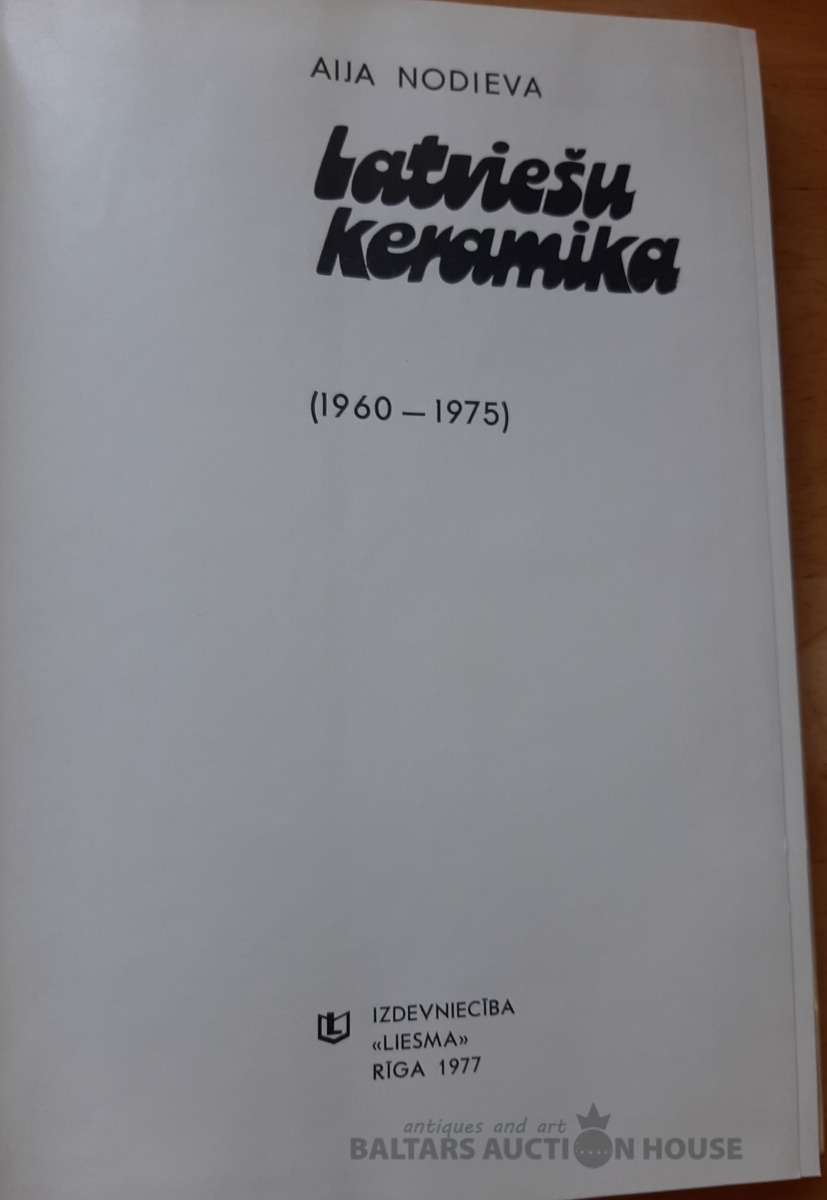 AIJA NODIEVA
Latviešu
keramika
(1960 — 1975)
IZDEVNIECĪBA
«LIESMA»
RĪGA 1977
antiques and art
BALTARS AUCTION HOUSE